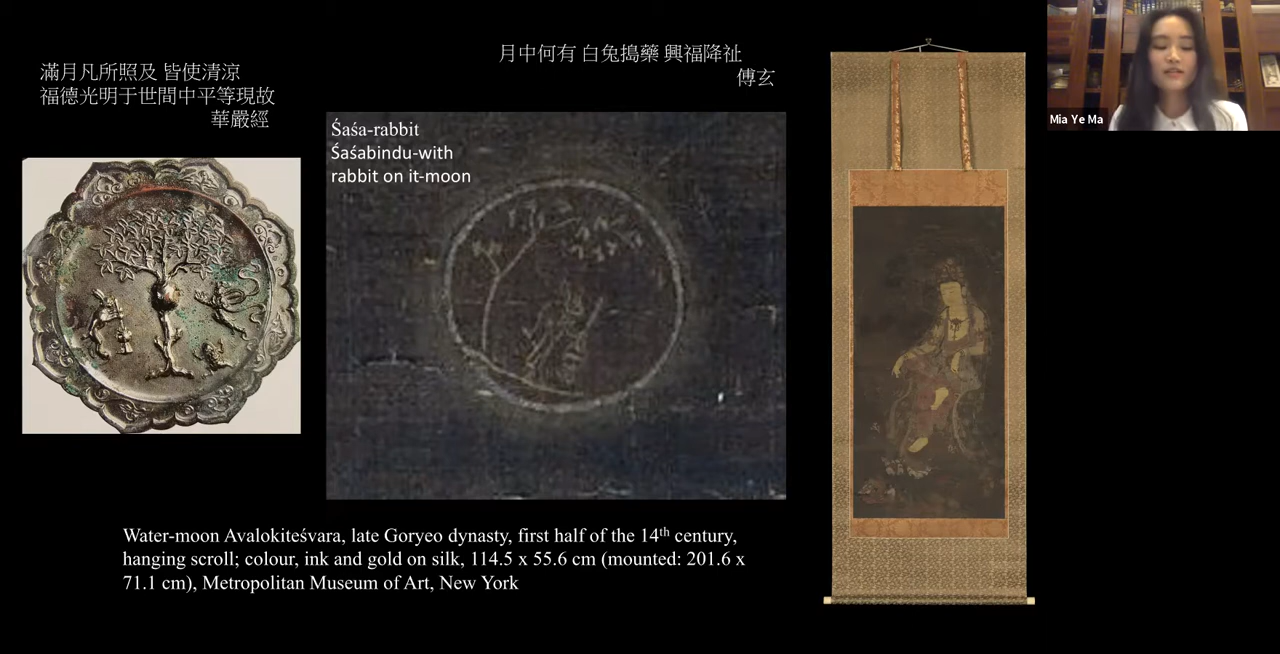 滿月凡所照及 皆使清涼
福德光明于世間中平等現故
華嚴經
月中何有 白兔搗藥 興福降祉
傅玄
Śaśa-rabbit
Śaśabindu-with
rabbit on it-moon
Water-moon Avalokiteśvara, late Goryeo dynasty, first half of the 14th century,
hanging scroll; colour, ink and gold on silk, 114.5 x 55.6 cm (mounted: 201.6 x
71.1 cm), Metropolitan Museum of Art, New York
Mia Ye Ma